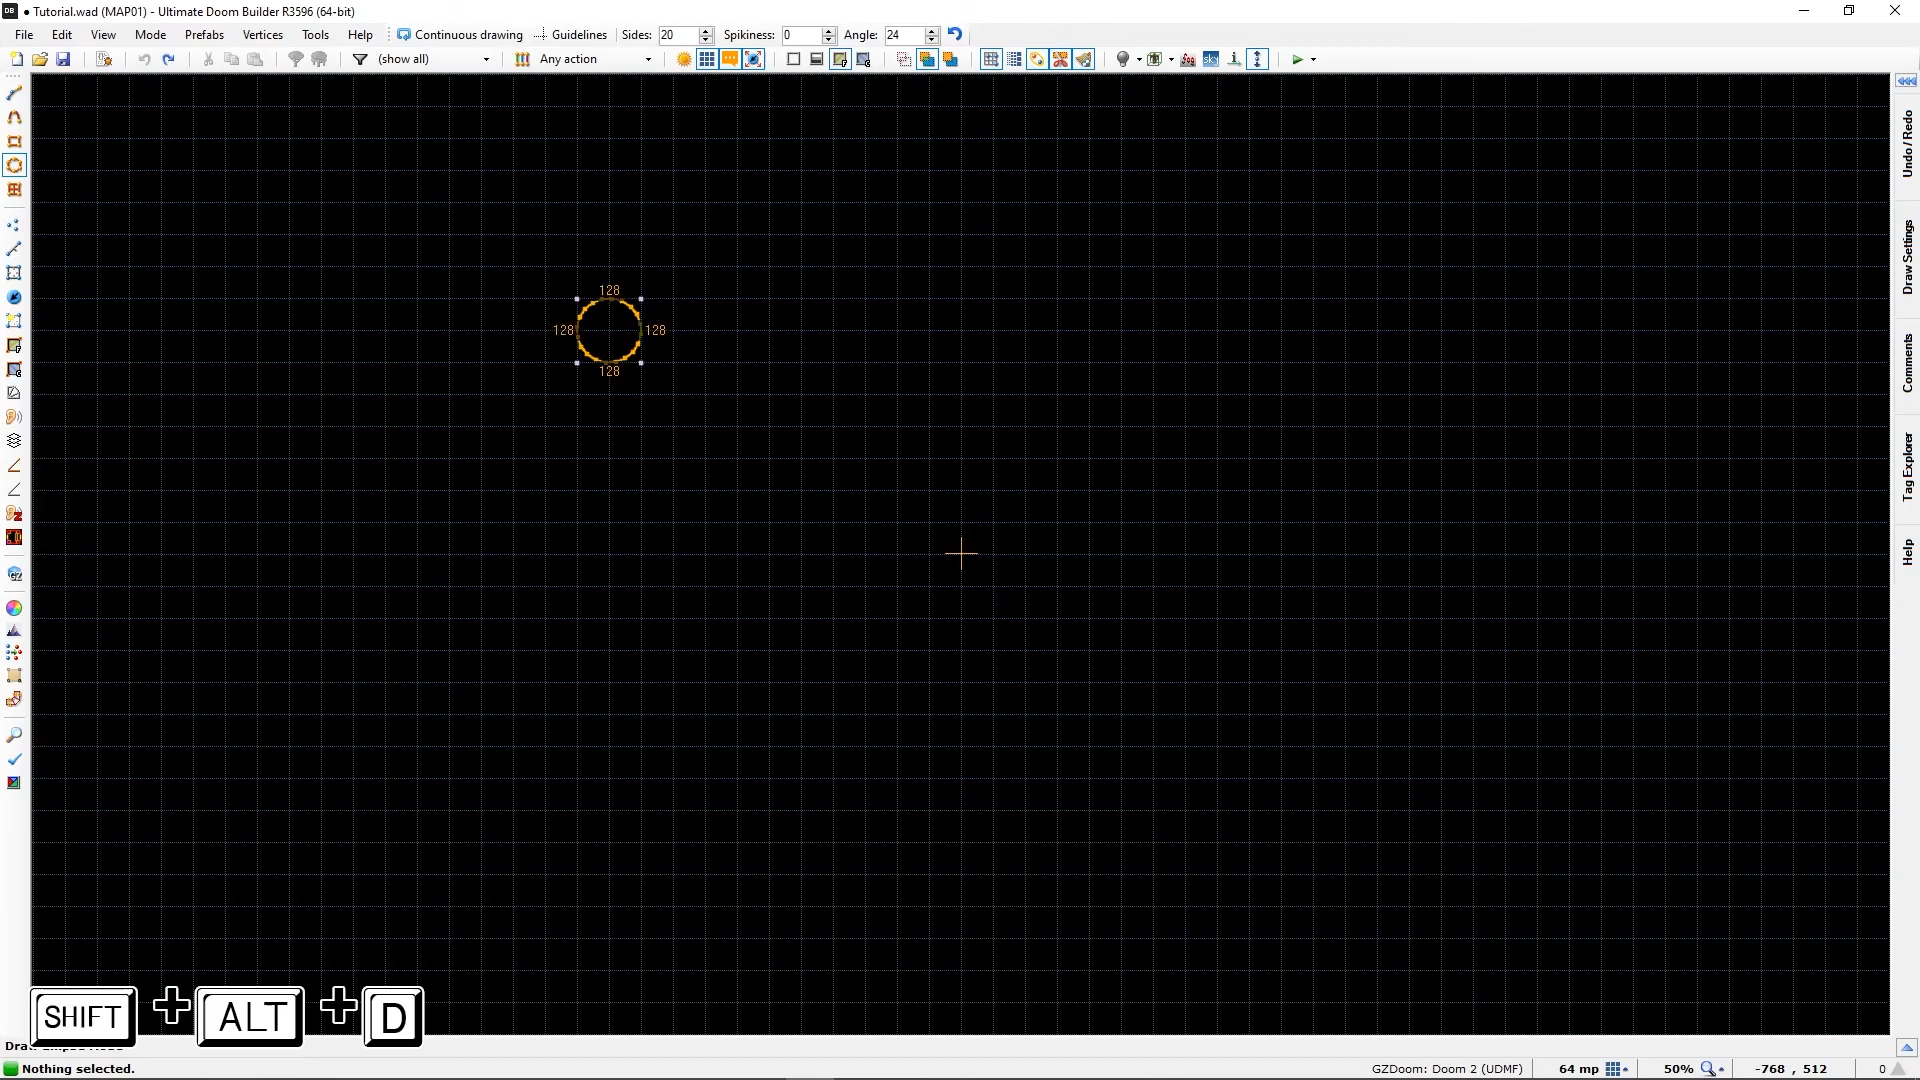 DB • Tutorial.wad (MAP01) - Ultimate Doom Builder R3596 (64-bit)
File Edit View Mode Prefabs Vertices Tools Help Continuous drawing Guidelines Sides: 20 Spikiness: 0 Angle: 24
(show all) Any action
Undo / Redo
Draw Settings
Comments
Tag Explorer
Help
128
128 128
128
SHIFT + ALT + D
Nothing selected. GZDoom: Doom 2 (UDMF) 64 mp 50% -768 , 512 0